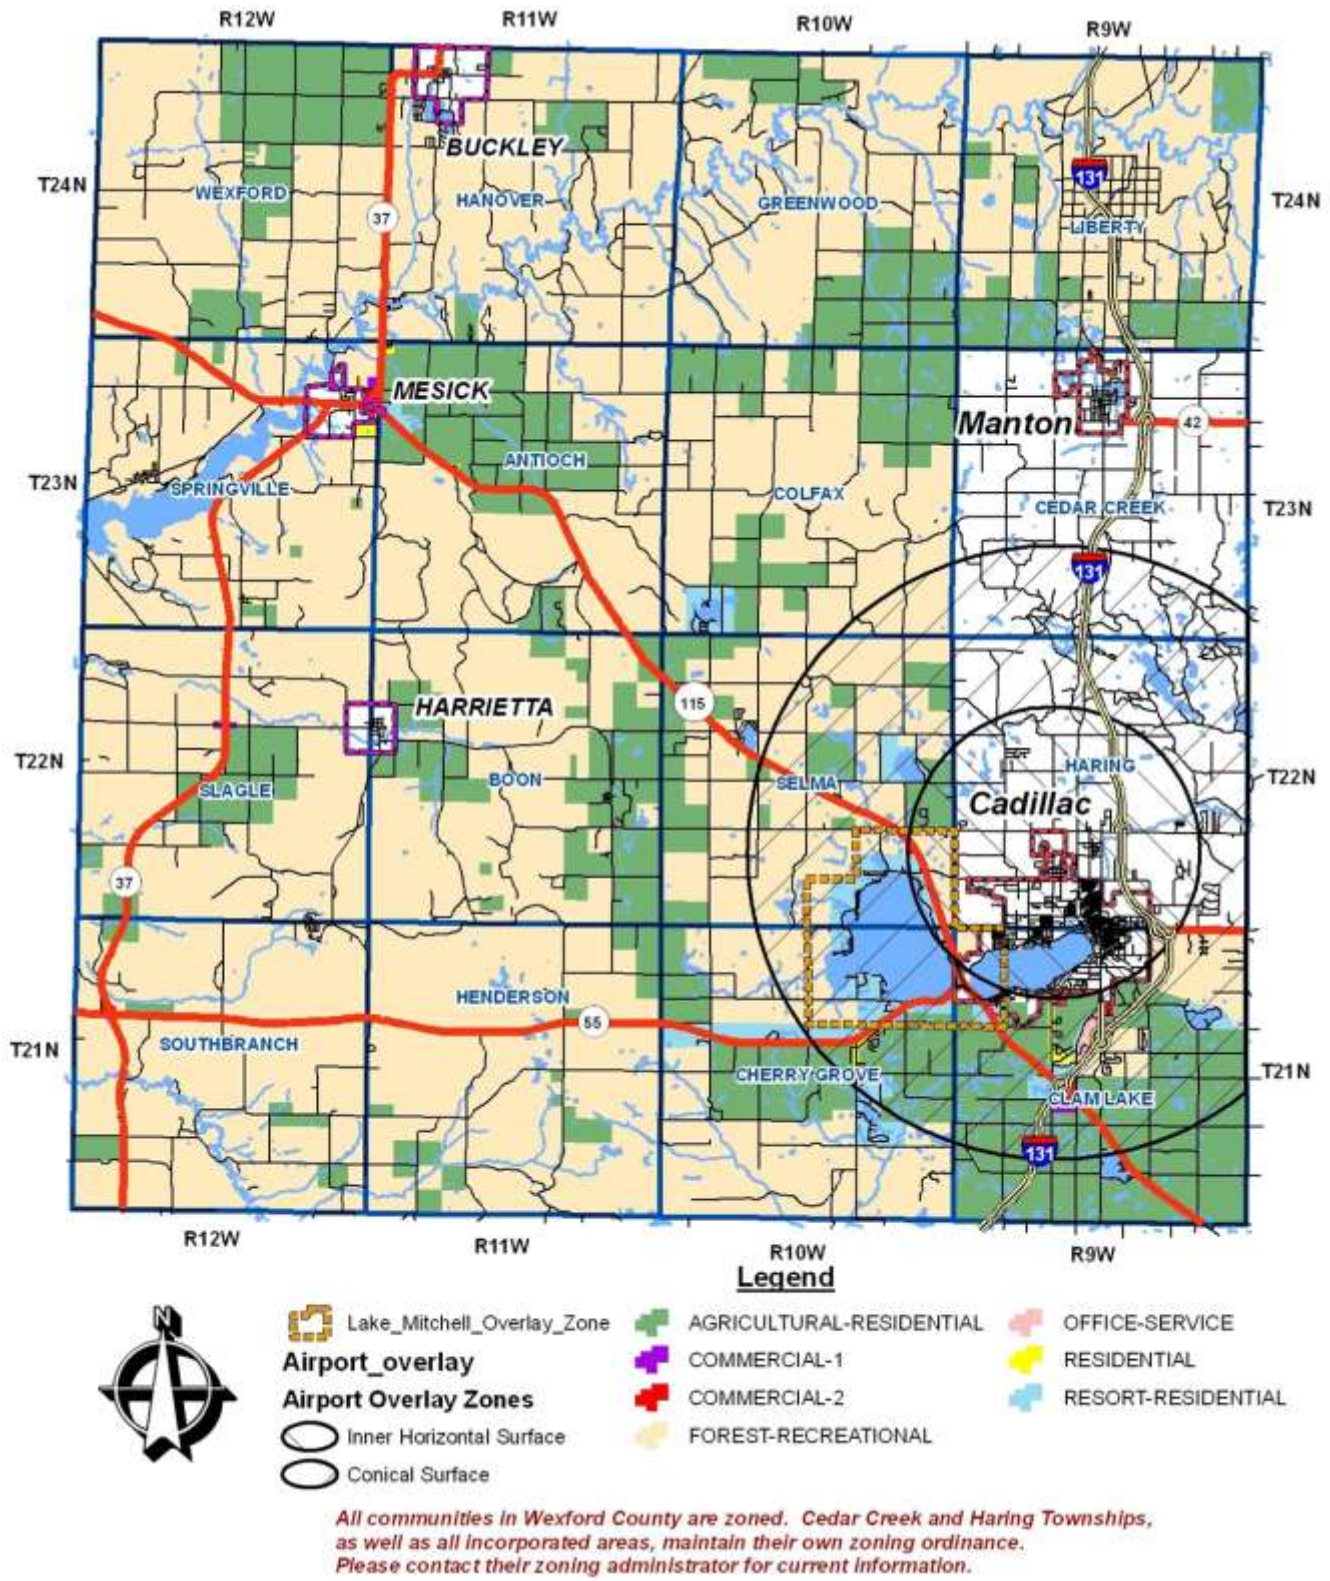 R12W R11W R10W R9W
BUCKLEY
131
T24N WEXFORD HANOVER GREENWOOD T24N
37 LIBERTY
MESICK
Manton 42
ANTIOCH
T23N SPRINGVILLE COLFAX CEDAR CREEK T23N
131
HARRIETTA 115
T22N SLAGLE BOON SELMA HARING T22N
Cadillac
37
HENDERSON
55
T21N SOUTHBRANCH CHERRY GROVE T21N
CLAM LAKE
131
R12W R11W R10W R9W
Legend
N
Lake_Mitchell_Overlay_Zone
Airport_overlay
Airport Overlay Zones
Inner Horizontal Surface
Conical Surface
AGRICULTURAL-RESIDENTIAL
COMMERCIAL-1
COMMERCIAL-2
FOREST-RECREATIONAL
OFFICE-SERVICE
RESIDENTIAL
RESORT-RESIDENTIAL
All communities in Wexford County are zoned. Cedar Creek and Haring Townships,
as well as all incorporated areas, maintain their own zoning ordinance.
Please contact their zoning administrator for current information.